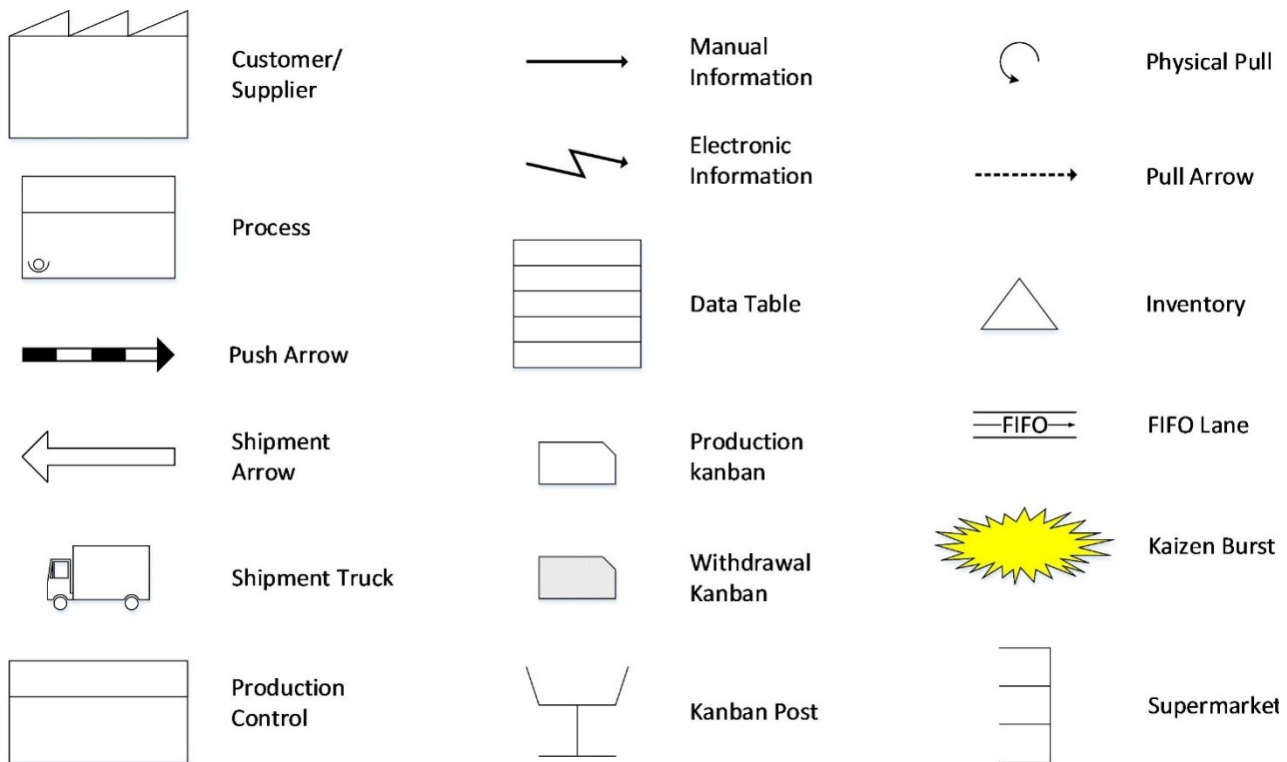 Customer/
Supplier
Process
Push Arrow
Shipment
Arrow
Shipment Truck
Production
Control
Manual
Information
Electronic
Information
Data Table
Production
kanban
Withdrawal
Kanban
Kanban Post
Physical Pull
Pull Arrow
Inventory
FIFO
FIFO Lane
Kaizen Burst
Supermarket